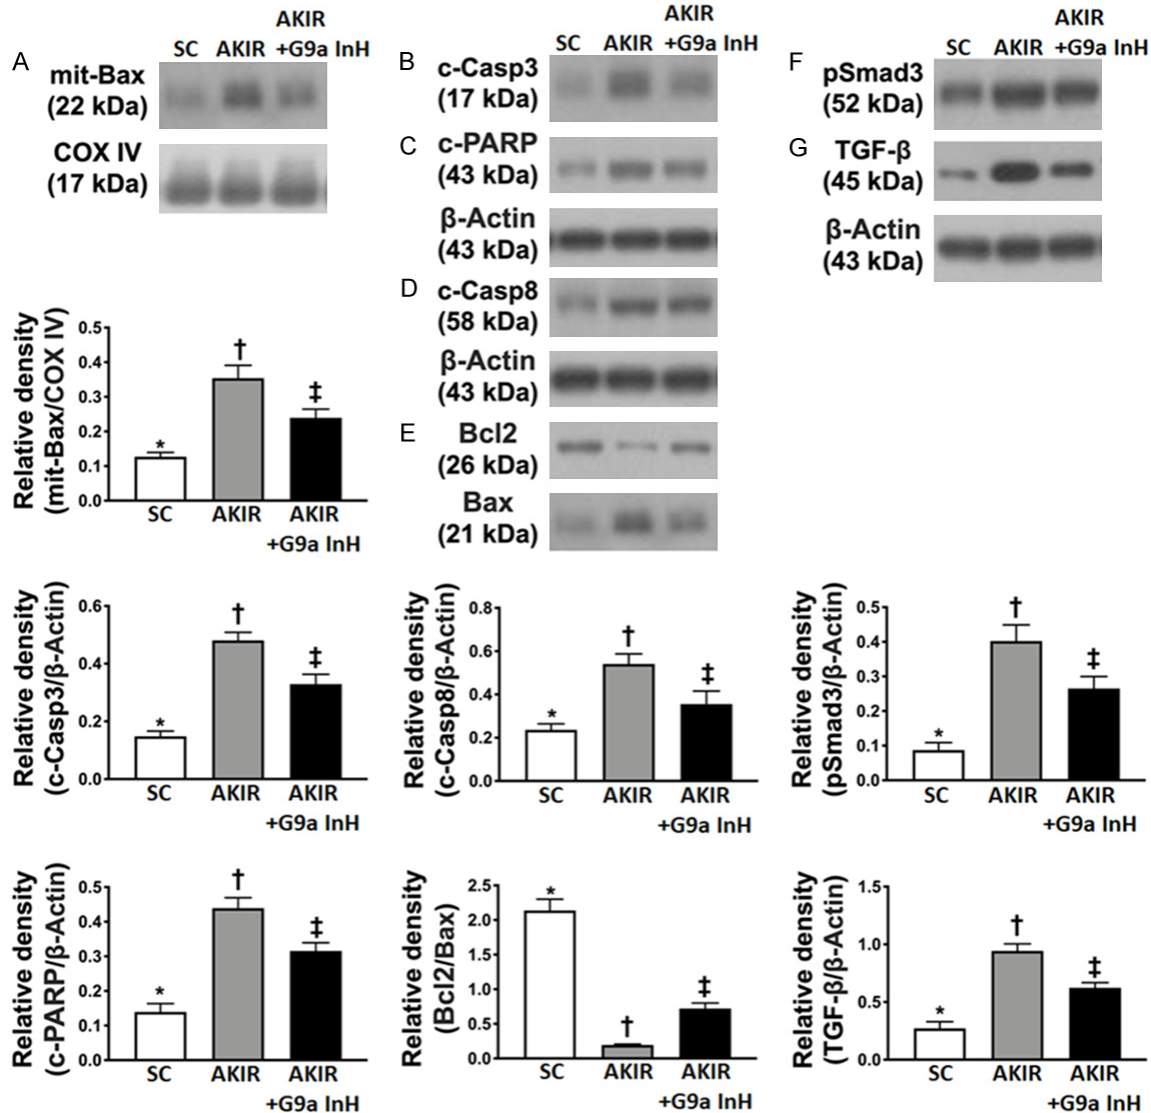 A
SC AKIR AKIR
+G9a InH
mit-Bax
(22 kDa)
COX IV
(17 kDa)
Relative density
(mit-Bax/COX IV)
0.5
0.4
0.3
0.2
0.1
0.0
*
†
‡
SC AKIR AKIR
+G9a InH
B
SC AKIR AKIR
+G9a InH
c-Casp3
(17 kDa)
C
c-PARP
(43 kDa)
β-Actin
(43 kDa)
D
c-Casp8
(58 kDa)
β-Actin
(43 kDa)
E
Bcl2
(26 kDa)
Bax
(21 kDa)
F
SC AKIR AKIR
+G9a InH
pSmad3
(52 kDa)
G
TGF-β
(45 kDa)
β-Actin
(43 kDa)
Relative density
(c-Casp3/β-Actin)
0.6
0.4
0.2
0.0
*
†
‡
SC AKIR AKIR
+G9a InH
Relative density
(c-Casp8/β-Actin)
0.8
0.6
0.4
0.2
0.0
*
†
‡
SC AKIR AKIR
+G9a InH
Relative density
(pSmad3/β-Actin)
0.5
0.4
0.3
0.2
0.1
0.0
*
†
‡
SC AKIR AKIR
+G9a InH
Relative density
(c-PARP/β-Actin)
0.5
0.4
0.3
0.2
0.1
0.0
*
†
‡
SC AKIR AKIR
+G9a InH
Relative density
(Bcl2/Bax)
2.5
2.0
1.5
1.0
0.5
0.0
*
†
‡
SC AKIR AKIR
+G9a InH
Relative density
(TGF-β/β-Actin)
1.5
1.0
0.5
0.0
*
†
‡
SC AKIR AKIR
+G9a InH